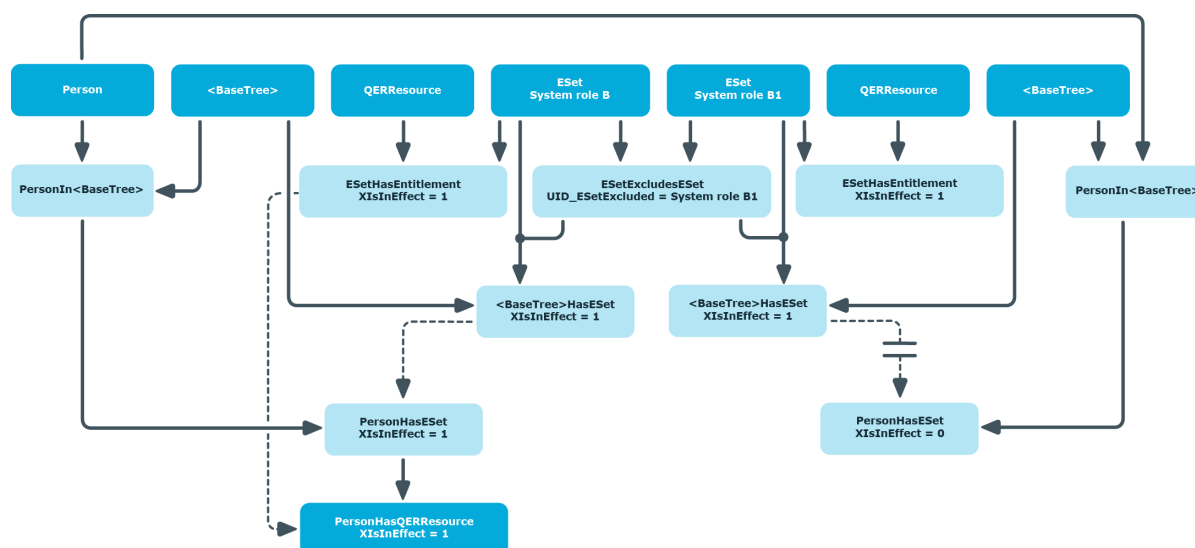 Person
<BaseTree>
QERResource
ESet
System role B
ESet
System role B1
QERResource
<BaseTree>
PersonIn<BaseTree>
ESetHasEntitlement
XIsInEffect = 1
ESetExcludesESet
UID_ESetExcluded = System role B1
ESetHasEntitlement
XIsInEffect = 1
PersonIn<BaseTree>
<BaseTree>HasESet
XIsInEffect = 1
<BaseTree>HasESet
XIsInEffect = 1
PersonHasESet
XIsInEffect = 1
PersonHasESet
XIsInEffect = 0
PersonHasQERResource
XIsInEffect = 1